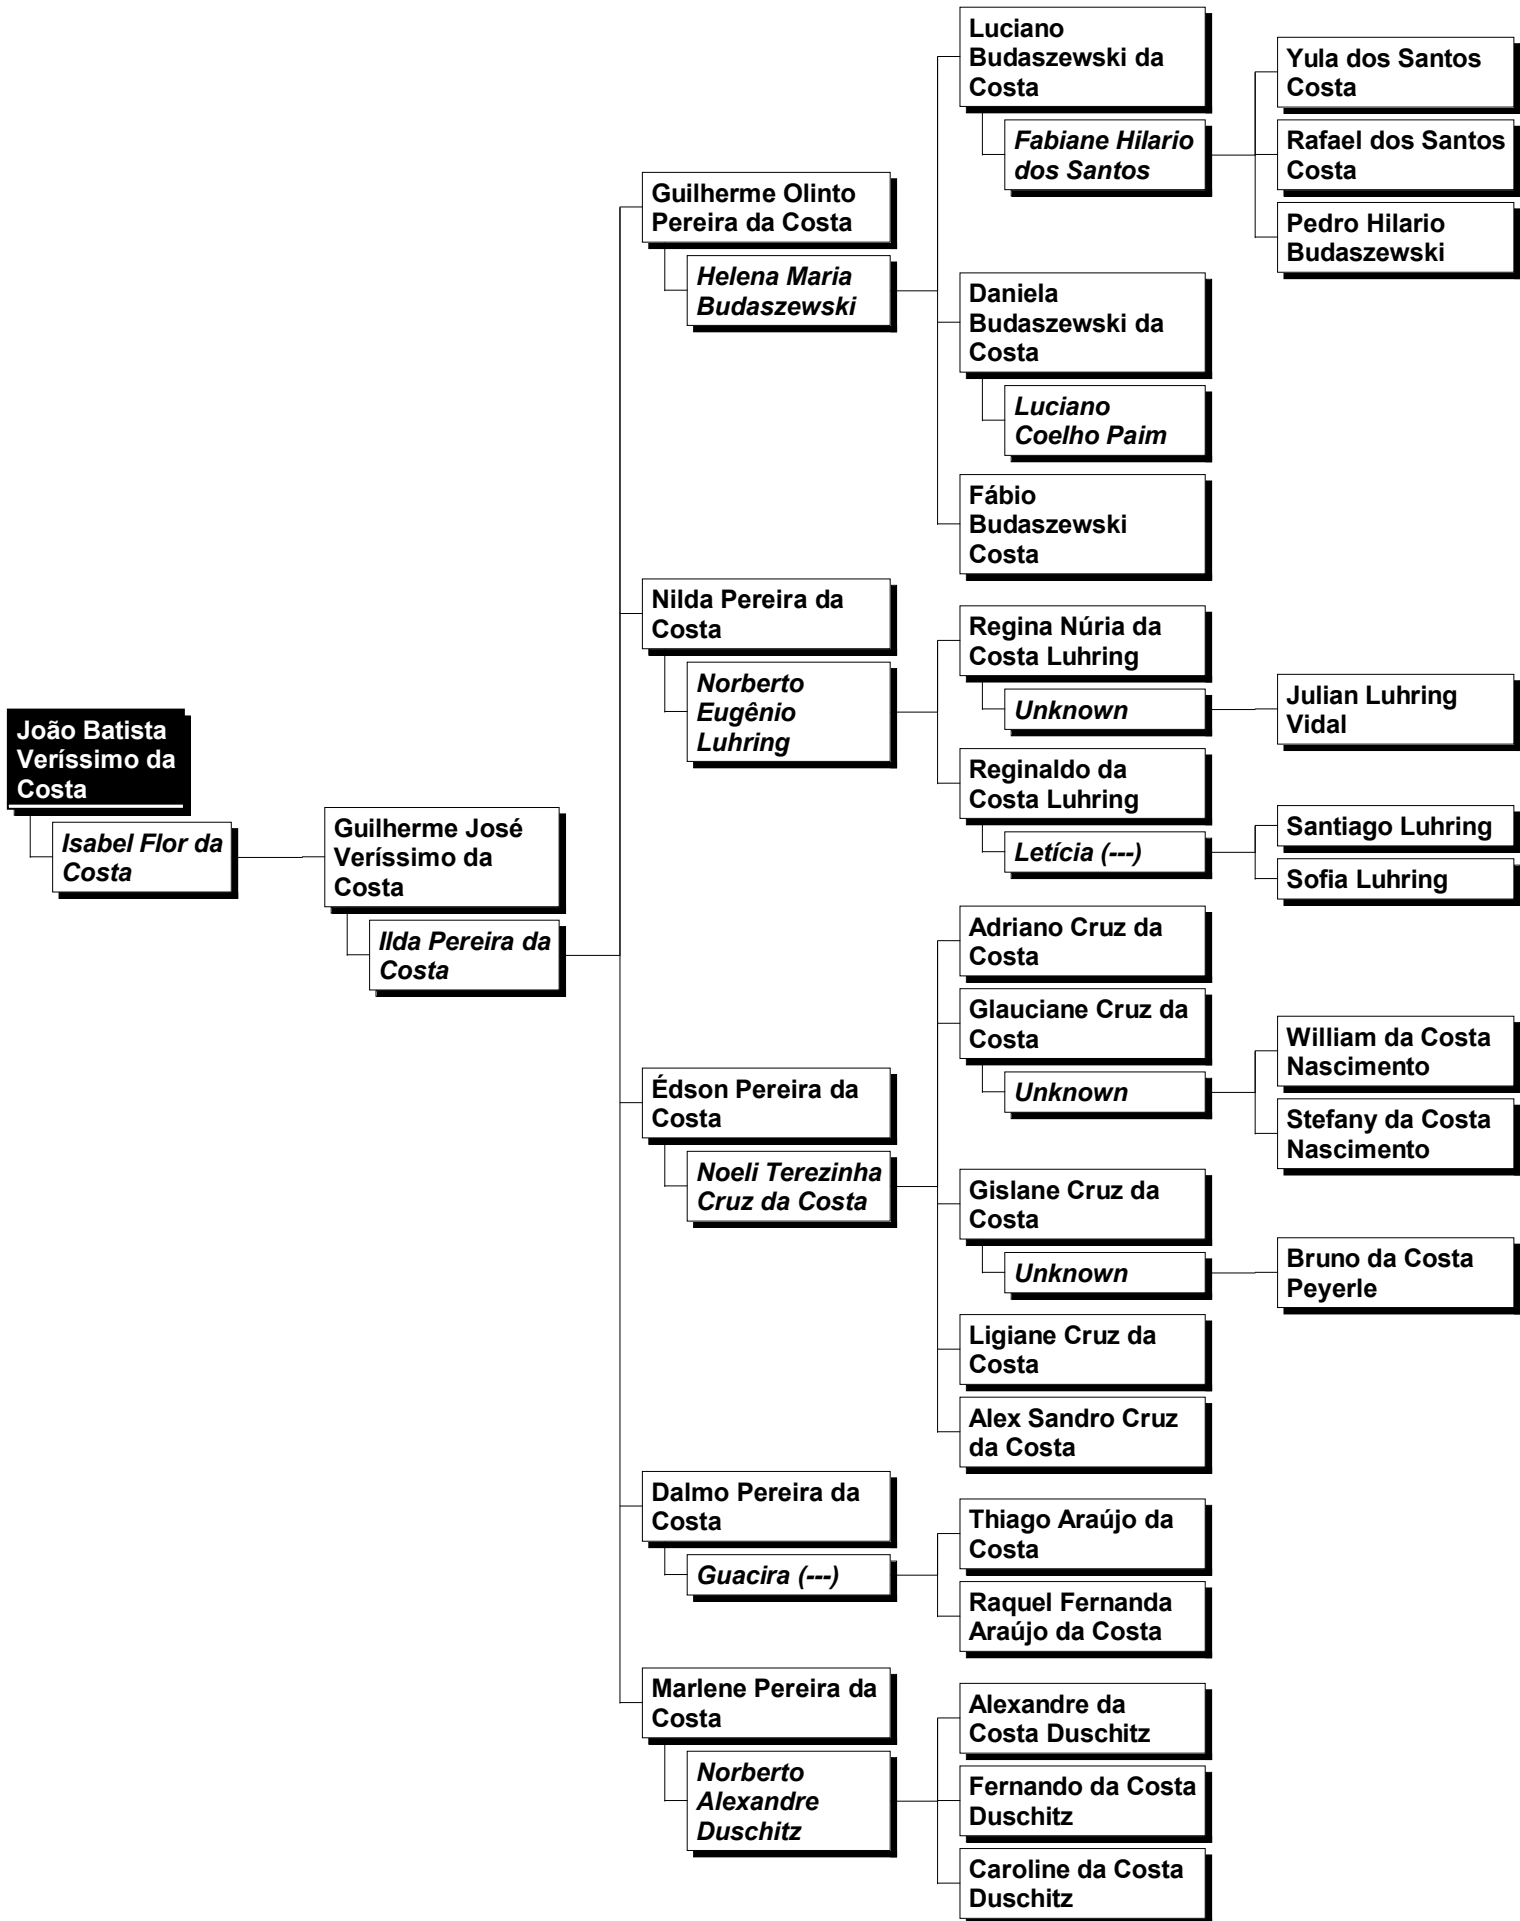 João Batista
Veríssimo da
Costa
Isabel Flor da
Costa
Guilherme José
Veríssimo da
Costa
Ilda Pereira da
Costa
Guilherme Olinto
Pereira da Costa
Helena Maria
Budaszewski
Luciano
Budaszewski da
Costa
Fabiane Hilario
dos Santos
Yula dos Santos
Costa
Rafael dos Santos
Costa
Pedro Hilario
Budaszewski
Daniela
Budaszewski da
Costa
Luciano
Coelho Paim
Fábio
Budaszewski
Costa
Nilda Pereira da
Costa
Norberto
Eugênio
Luhring
Regina Núria da
Costa Luhring
Unknown
Julian Luhring
Vidal
Reginaldo da
Costa Luhring
Letícia (---)
Santiago Luhring
Sofia Luhring
Édson Pereira da
Costa
Noeli Terezinha
Cruz da Costa
Adriano Cruz da
Costa
Glauciane Cruz da
Costa
Unknown
William da Costa
Nascimento
Stefany da Costa
Nascimento
Gislane Cruz da
Costa
Unknown
Bruno da Costa
Peyerle
Ligiane Cruz da
Costa
Alex Sandro Cruz
da Costa
Dalmo Pereira da
Costa
Guacira (---)
Thiago Araújo da
Costa
Raquel Fernanda
Araújo da Costa
Marlene Pereira da
Costa
Norberto
Alexandre
Duschitz
Alexandre da
Costa Duschitz
Fernando da Costa
Duschitz
Caroline da Costa
Duschitz